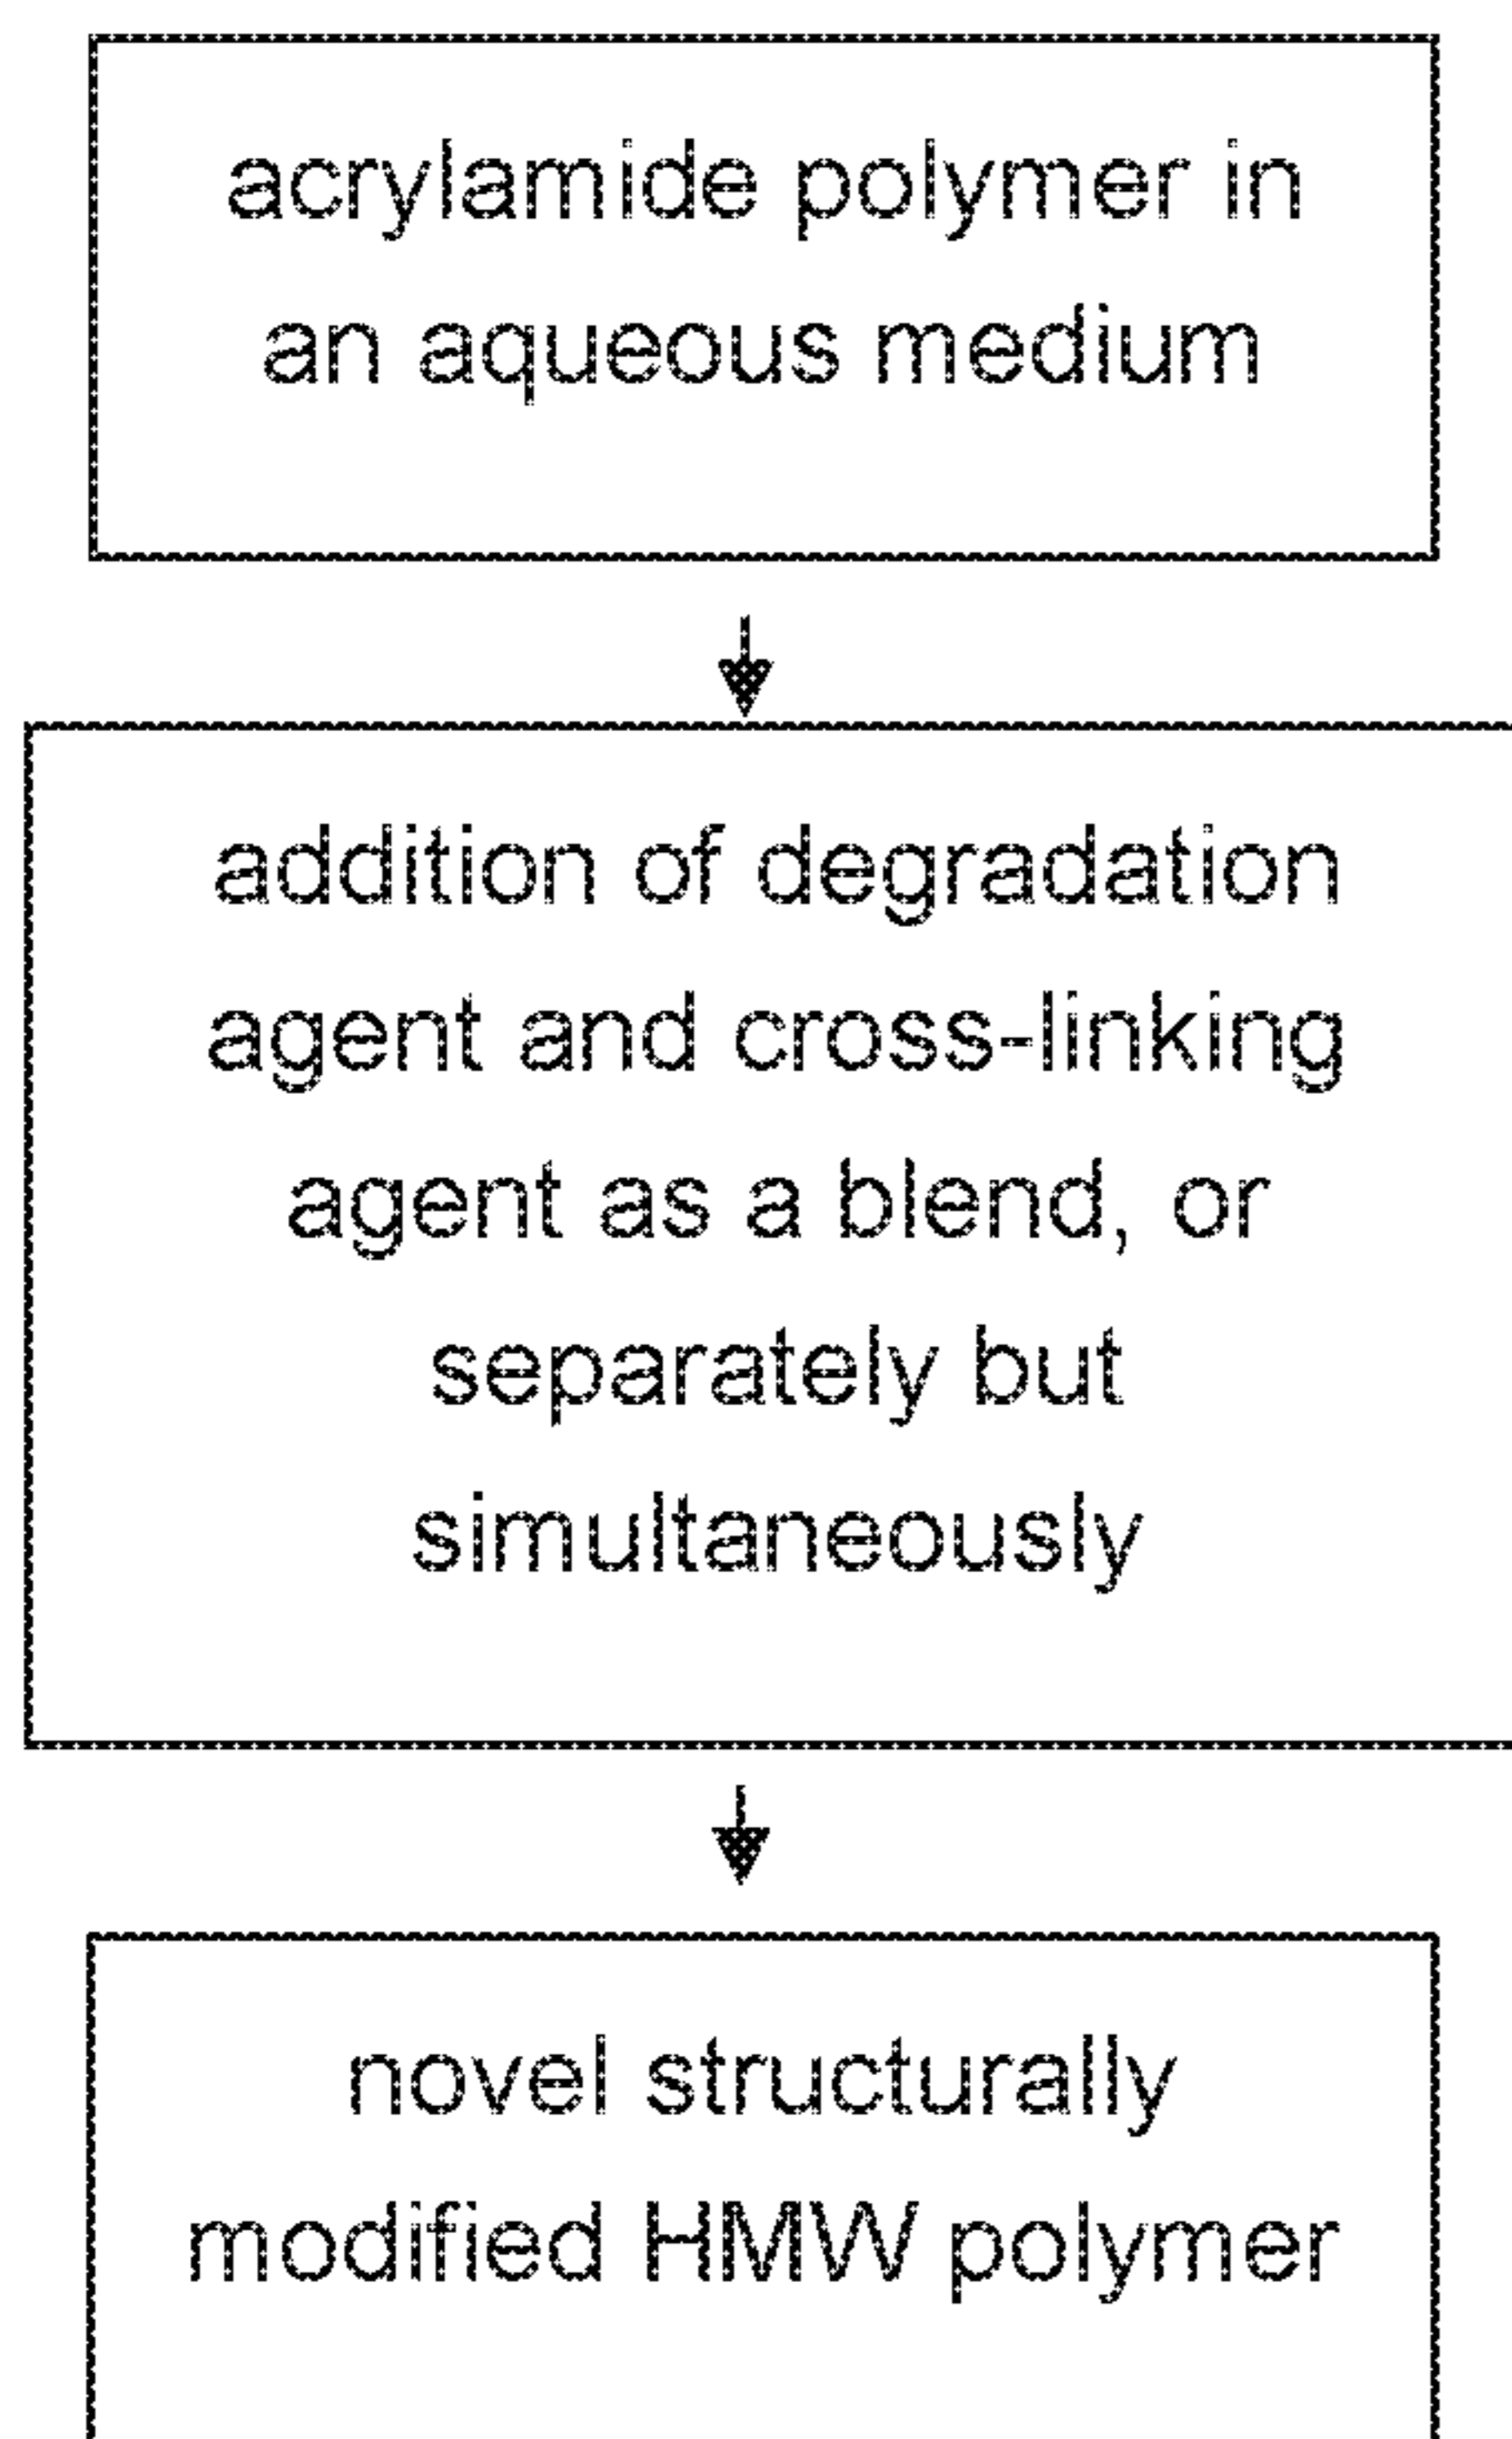 acrylamide polymer in
an aqueous medium
addition of degradation
agent and cross-linking
agent as a blend, or
separately but
simultaneously
novel structurally
modified HMW polymer